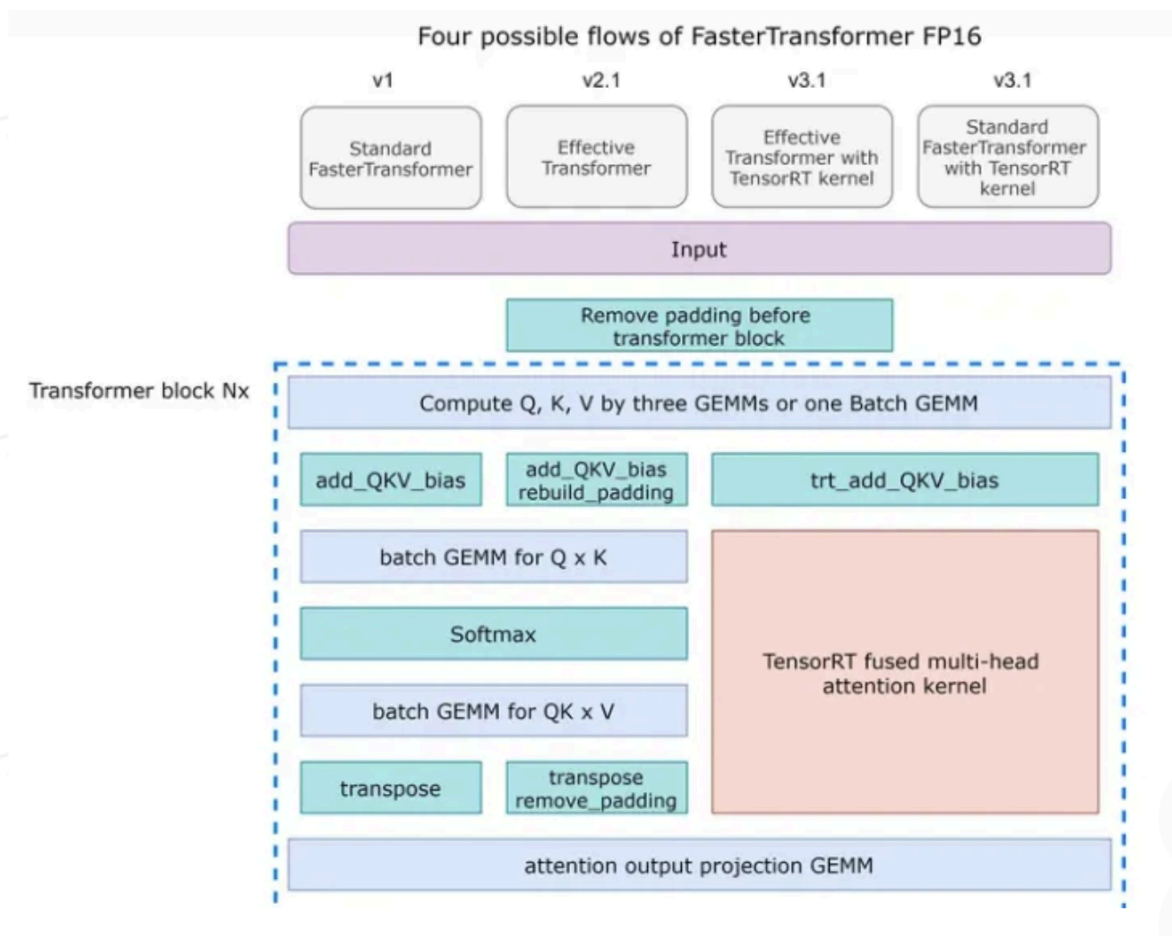 Four possible flows of FasterTransformer FP16
v1
v2.1
v3.1
v3.1
Standard
FasterTransformer
Effective
Transformer
Effective
Transformer with
TensorRT kernel
Standard
FasterTransformer
with TensorRT
kernel
Input
Remove padding before
transformer block
Transformer block Nx
Compute Q, K, V by three GEMMs or one Batch GEMM
add_QKV_bias
add_QKV_bias
rebuild_padding
trt_add_QKV_bias
batch GEMM for Q x K
Softmax
batch GEMM for QK x V
TensorRT fused multi-head
attention kernel
transpose
transpose
remove_padding
attention output projection GEMM